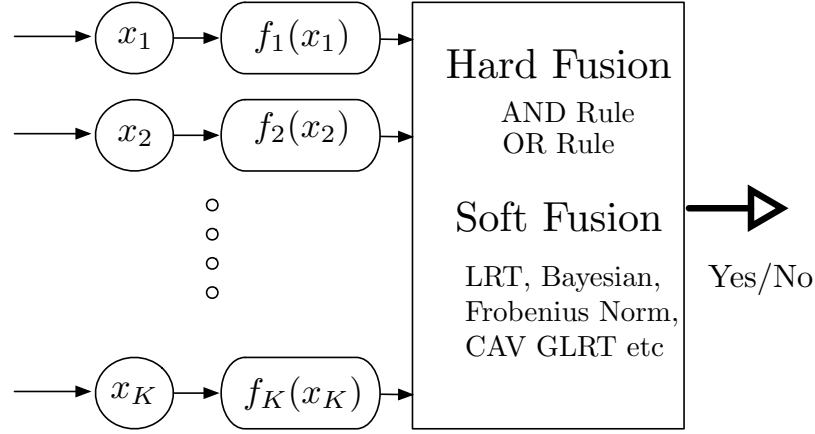 x_1
f_1(x_1)
x_2
f_2(x_2)
x_K
f_K(x_K)
Hard Fusion
AND Rule
OR Rule
Soft Fusion
LRT, Bayesian,
Frobenius Norm,
CAV GLRT etc
Yes/No